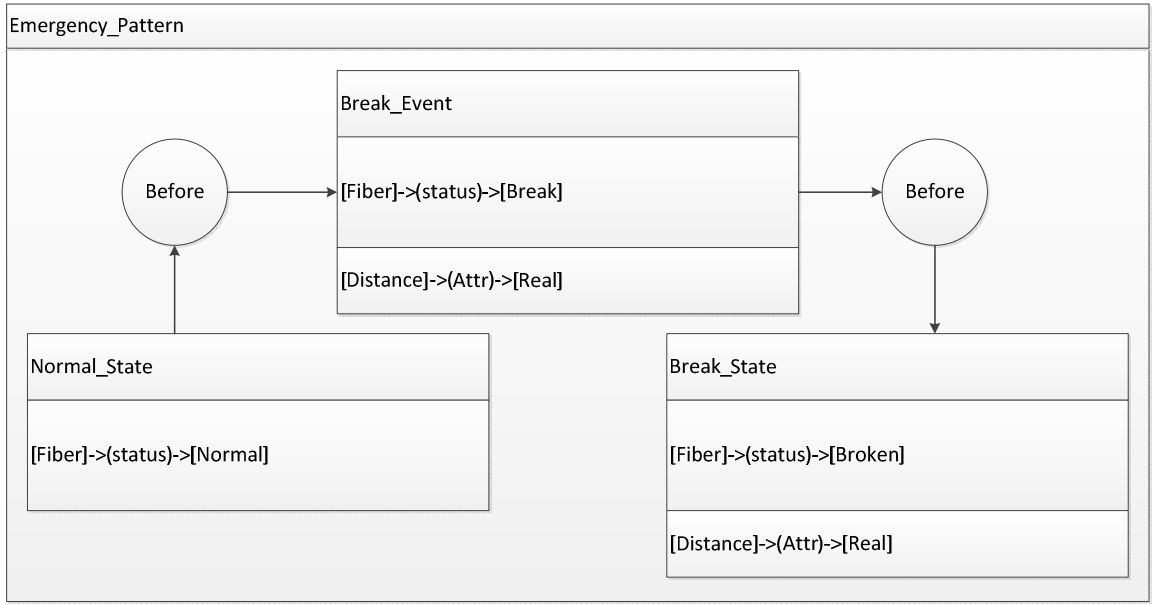 Emergency_Pattern
Break_Event
Before
[Fiber]->(status)->[Break]
Before
[Distance]->(Attr)->[Real]
Normal_State
[Fiber]->(status)->[Normal]
Break_State
[Fiber]->(status)->[Broken]
[Distance]->(Attr)->[Real]